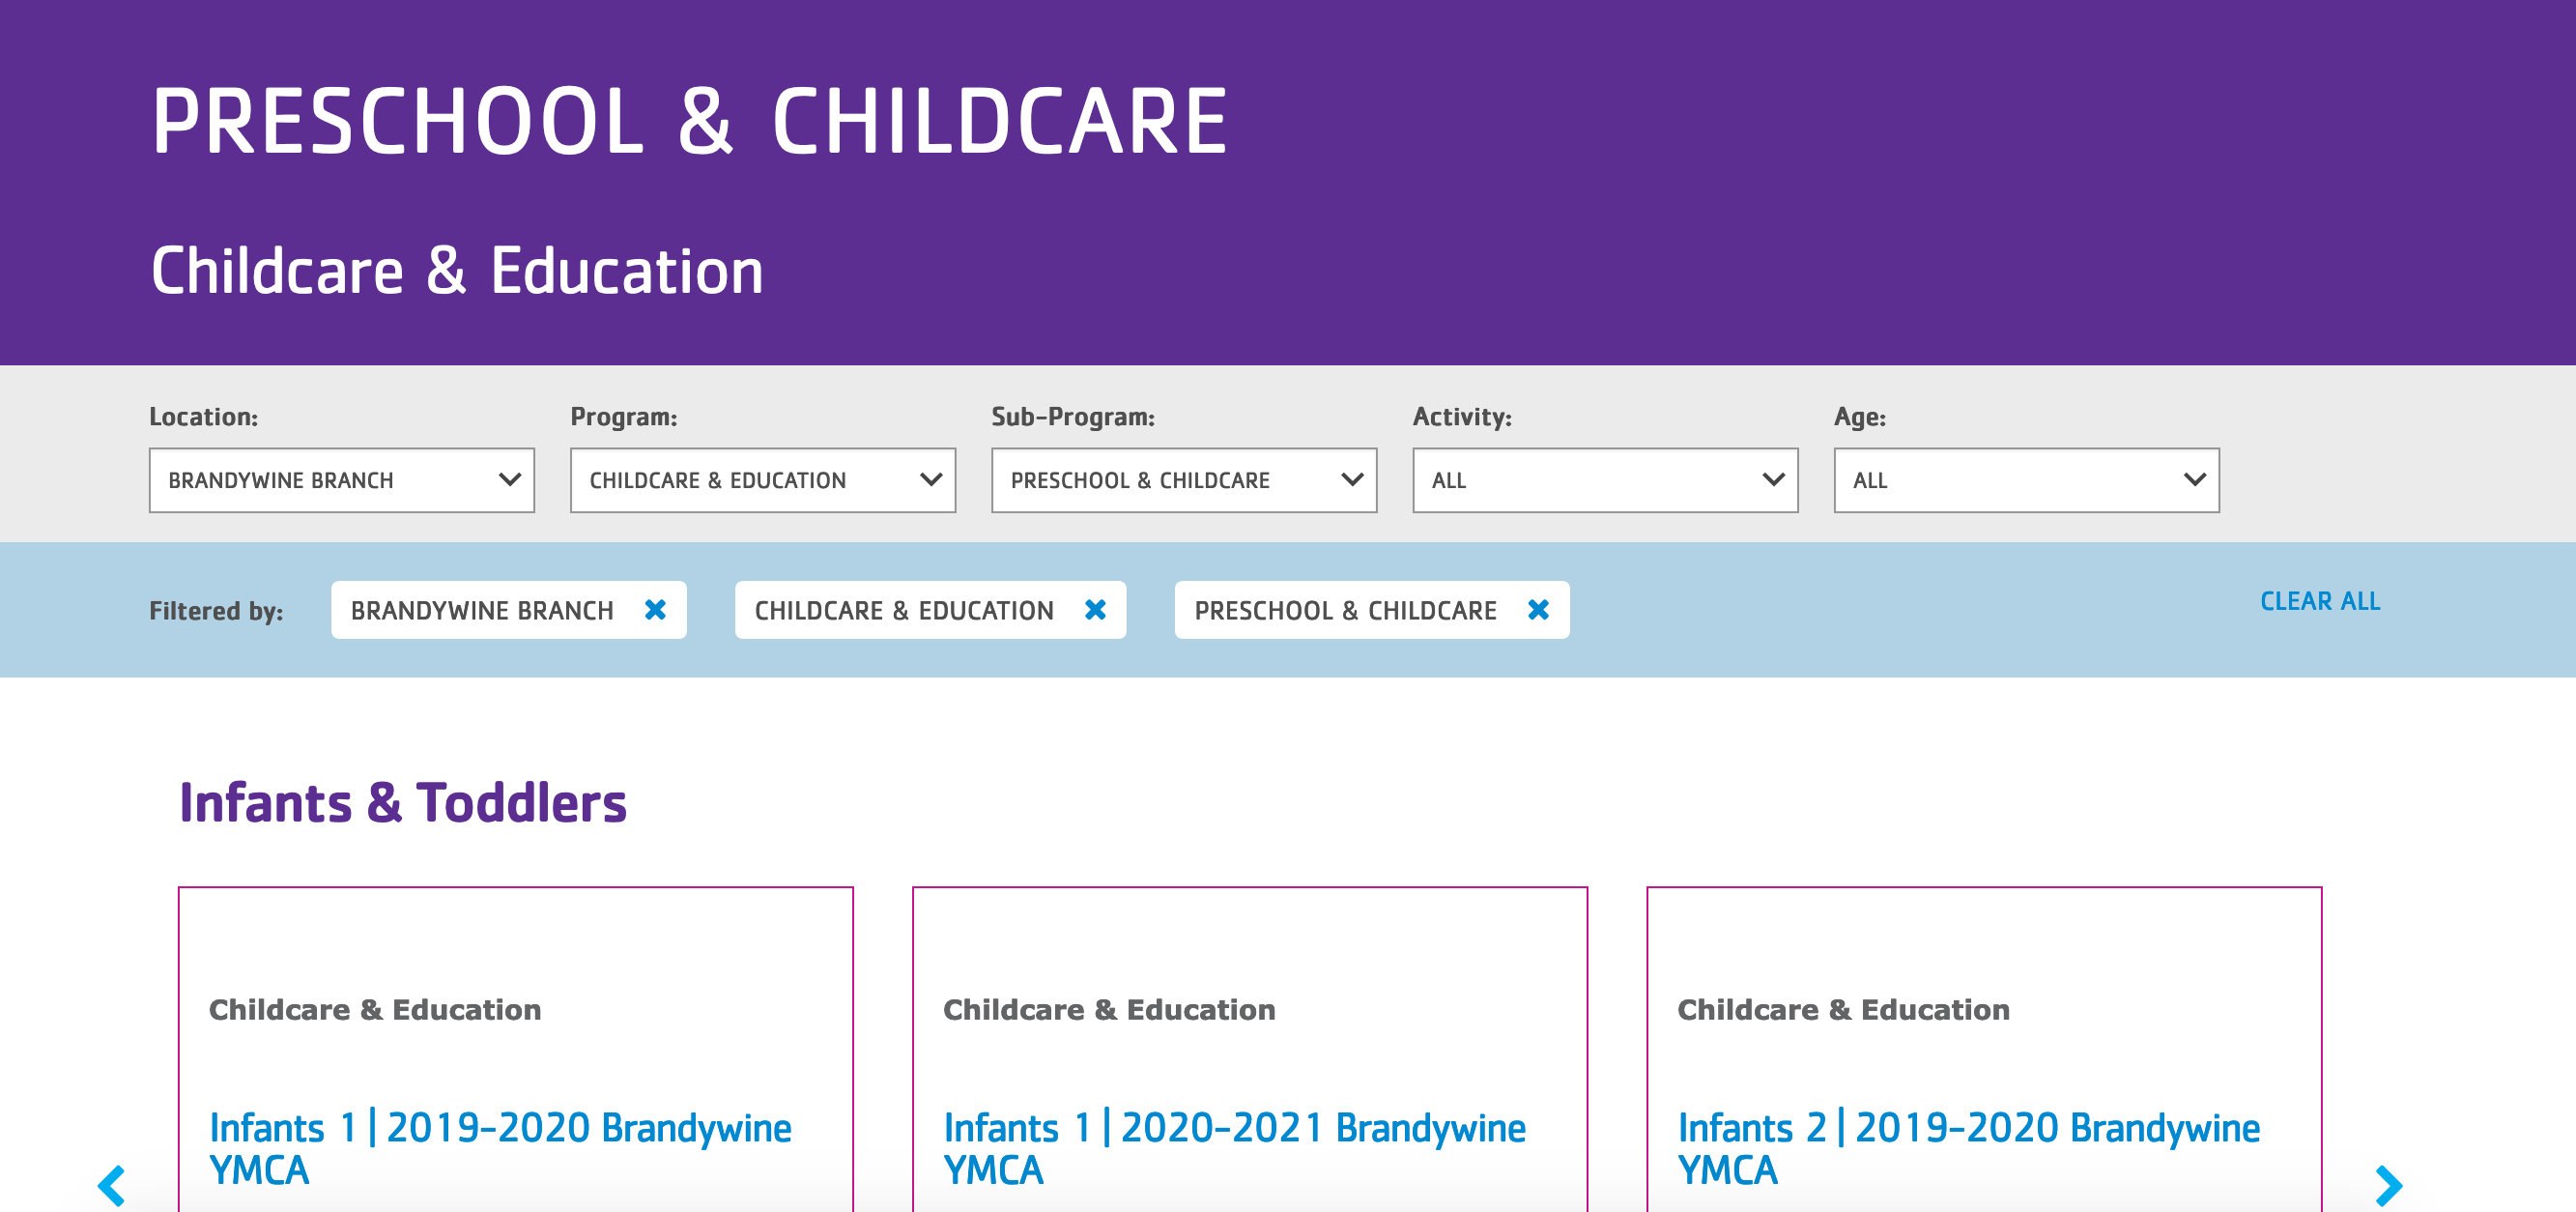 PRESCHOOL & CHILDCARE
Childcare & Education
Location: Program: Sub-Program: Activity: Age:
BRANDYWINE BRANCH CHILDCARE & EDUCATION PRESCHOOL & CHILDCARE ALL ALL
Filtered by: BRANDYWINE BRANCH CHILDCARE & EDUCATION PRESCHOOL & CHILDCARE CLEAR ALL
Infants & Toddlers
Childcare & Education
Infants 1 | 2019-2020 Brandywine
YMCA
Childcare & Education
Infants 1 | 2020-2021 Brandywine
YMCA
Childcare & Education
Infants 2 | 2019-2020 Brandywine
YMCA